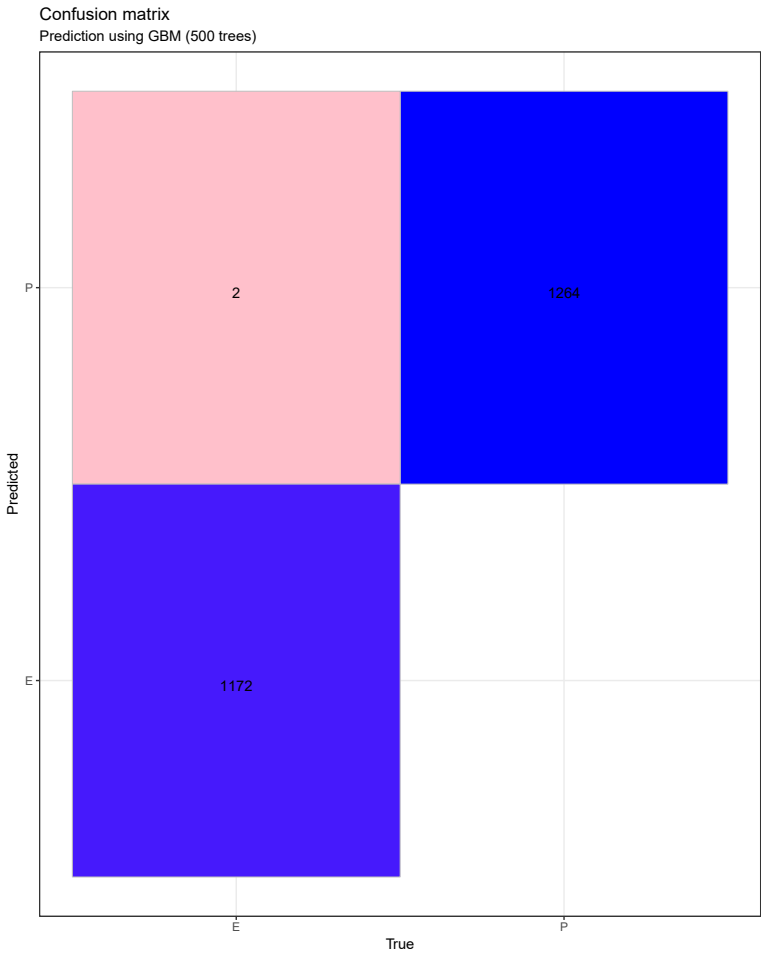 Confusion matrix
Prediction using GBM (500 trees)
P
2
1264
Predicted
E
1172
E
P
True